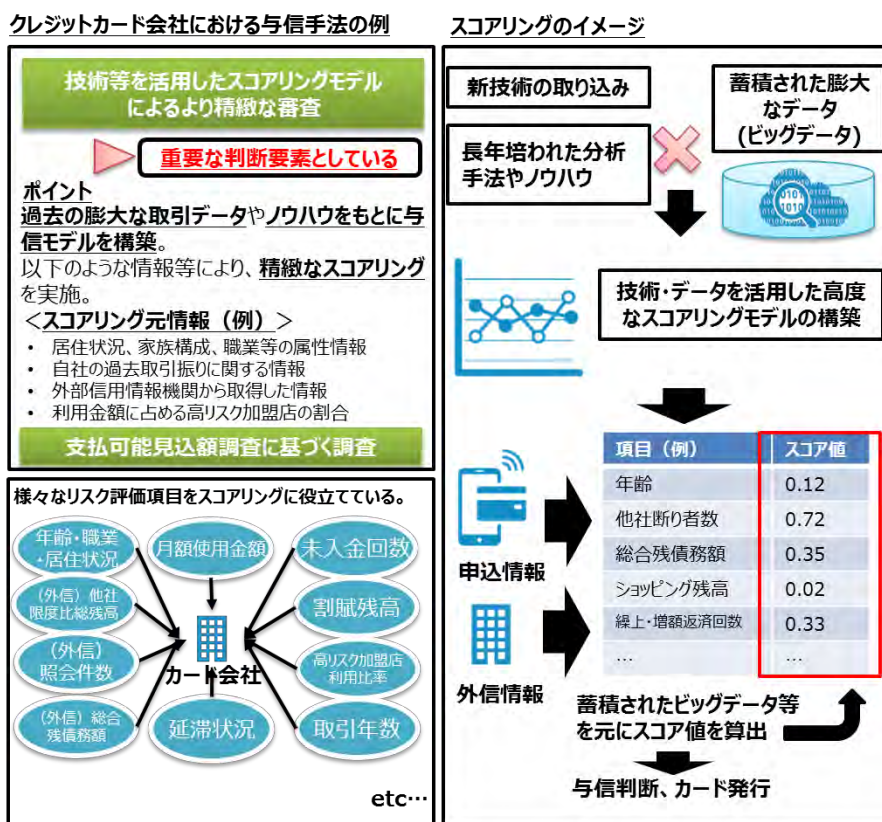 クレジットカード会社における与信手法の例
技術等を活用したスコアリングモデル
によるより精緻な審査
重要な判断要素としている
ポイント
過去の膨大な取引データやノウハウをもとに与
信モデルを構築。
以下のような情報等により、精緻なスコアリング
を実施。
<スコアリング元情報(例)>
• 居住状況、家族構成、職業等の属性情報
• 自社の過去取引振りに関する情報
• 外部信用情報機関から取得した情報
• 利用金額に占める高リスク加盟店の割合
支払可能見込額調査に基づく調査
様々なリスク評価項目をスコアリングに役立てている。
年齢・職業
・居住状況
月額使用金額
未入金回数
(外信)他社
限度比総残高
割賦残高
(外信)
照会件数
カード会社
高リスク加盟店
利用比率
(外信)総合
残債務額
延滞状況
取引年数
etc…
スコアリングのイメージ
新技術の取り込み
長年培われた分析
手法やノウハウ
蓄積された膨大
なデータ
(ビッグデータ)
0101
1010
技術・データを活用した高度
なスコアリングモデルの構築
申込情報
外信情報
項目(例) スコア値
年齢 0.12
他社断り者数 0.72
総合残債務額 0.35
ショッピング残高 0.02
繰上・増額返済回数 0.33
… …
蓄積されたビッグデータ等
を元にスコア値を算出
与信判断、カード発行